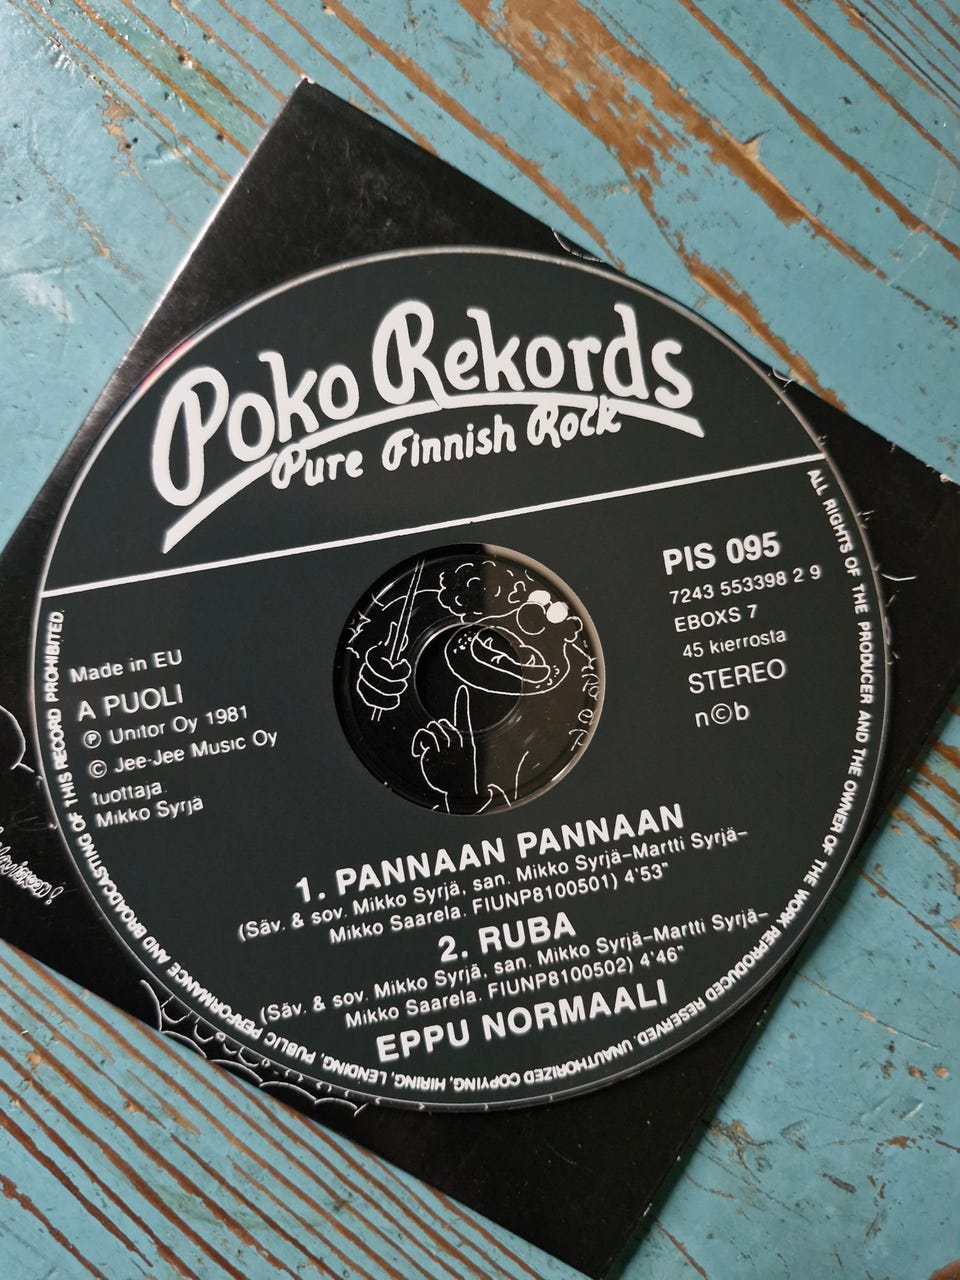 Poko Rekords
Pure Finnish Rock
PIS 095
7243 553398 2 9
EBOXS 7
45 kierrosta
STEREO
n©b
Made in EU
A PUOLI
℗ Unitor Oy 1981
© Jee-Jee Music Oy
tuottaja.
Mikko Syrjä
1. PANNAAN PANNAAN
(Säv. & sov. Mikko Syrjä, san. Mikko Syrjä–Martti Syrjä–
Mikko Saarela. FIUNP8100501) 4'53"
2. RUBA
(Säv. & sov. Mikko Syrjä, san. Mikko Syrjä–Martti Syrjä–
Mikko Saarela. FIUNP8100502) 4'46"
EPPU NORMAALI
ALL RIGHTS OF THE PRODUCER AND THE OWNER OF THE WORK REPRODUCED RESERVED. UNAUTHORIZED COPYING, HIRING, LENDING, PUBLIC PERFORMANCE AND BROADCASTING OF THIS RECORD PROHIBITED.